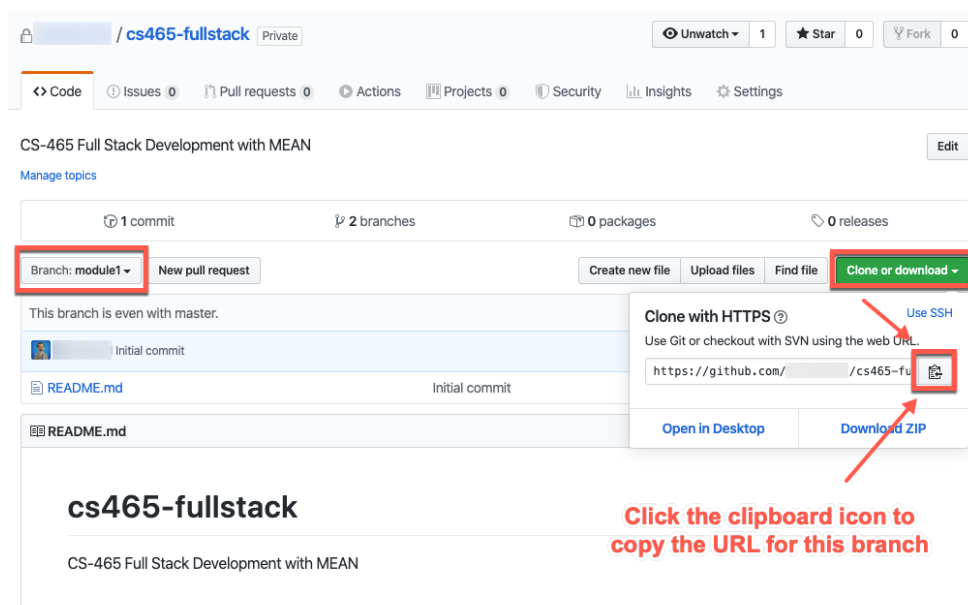 / cs465-fullstack Private
Unwatch 1 Star 0 Fork 0
Code Issues 0 Pull requests 0 Actions Projects 0 Security Insights Settings
CS-465 Full Stack Development with MEAN
Edit
Manage topics
1 commit 2 branches 0 packages 0 releases
Branch: module1 New pull request Create new file Upload files Find file Clone or download
This branch is even with master.
Clone with HTTPS Use SSH
Use Git or checkout with SVN using the web URL.
Initial commit
https://github.com/ /cs465-fu
README.md Initial commit
Open in Desktop Download ZIP
README.md
cs465-fullstack
Click the clipboard icon to
copy the URL for this branch
CS-465 Full Stack Development with MEAN